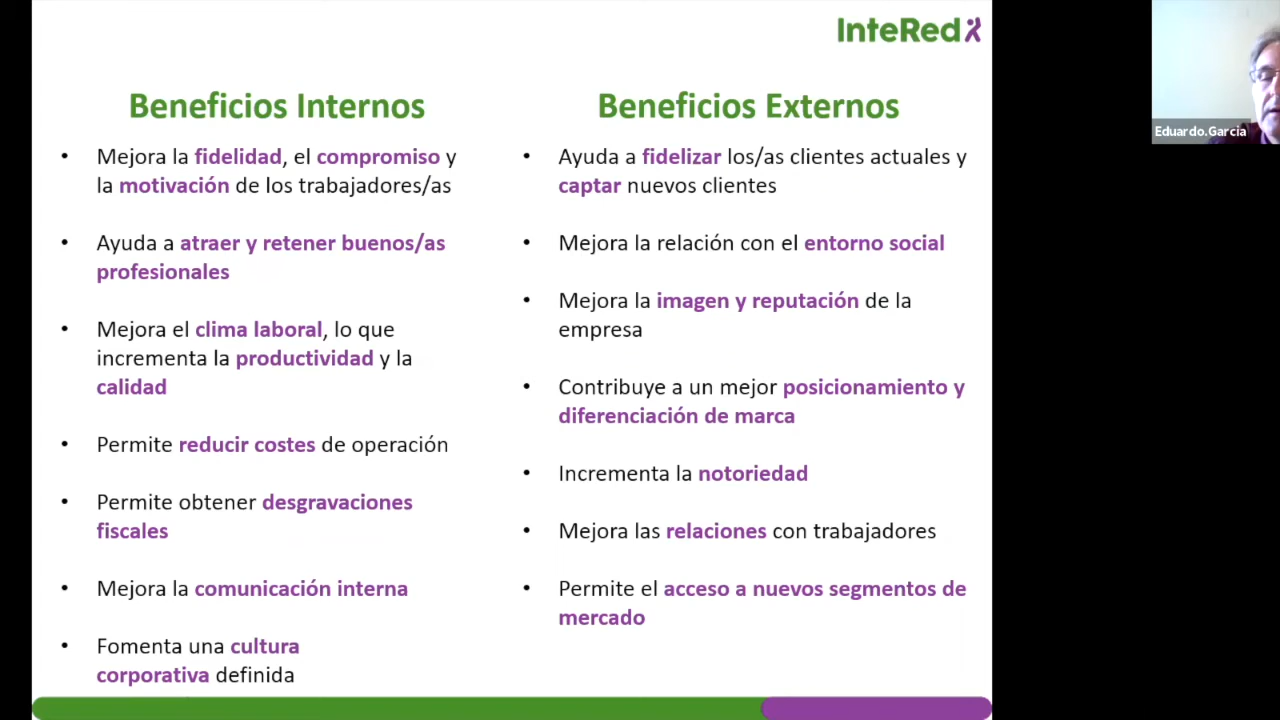 InteRed
Beneficios Internos
Mejora la fidelidad, el compromiso y
la motivación de los trabajadores/as
Ayuda a atraer y retener buenos/as
profesionales
Mejora el clima laboral, lo que
incrementa la productividad y la
calidad
Permite reducir costes de operación
Permite obtener desgravaciones
fiscales
Mejora la comunicación interna
Fomenta una cultura
corporativa definida
Beneficios Externos
Ayuda a fidelizar los/as clientes actuales y
captar nuevos clientes
Mejora la relación con el entorno social
Mejora la imagen y reputación de la
empresa
Contribuye a un mejor posicionamiento y
diferenciación de marca
Incrementa la notoriedad
Mejora las relaciones con trabajadores
Permite el acceso a nuevos segmentos de
mercado
Eduardo.Garcia